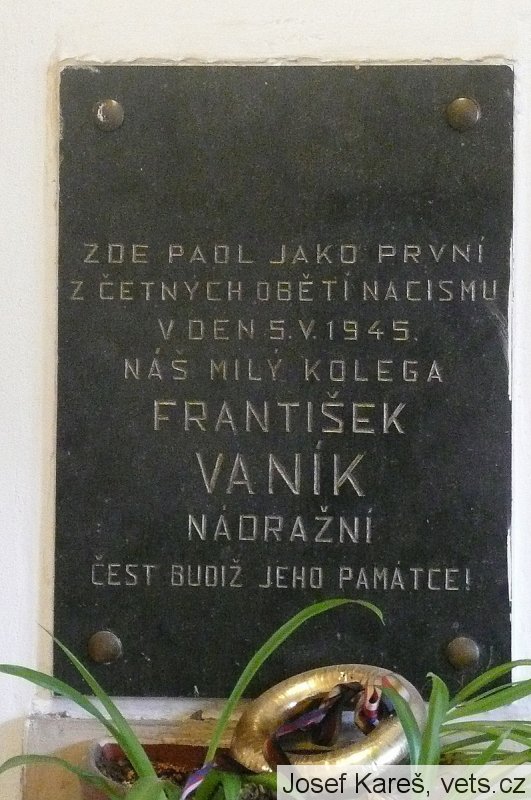 ZDE PADL JAKO PRVNÍ
Z ČETNÝCH OBĚTÍ NACISMU
V DEN 5. V. 1945.
NÁŠ MILÝ KOLEGA
FRANTIŠEK
VANÍK
NÁDRAŽNÍ
ČEST BUDIŽ JEHO PAMÁTCE!
Josef Kareš, vets.cz